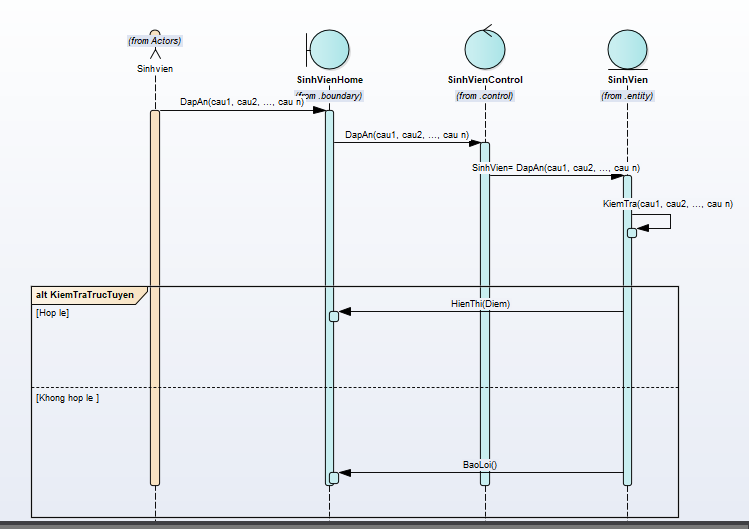 (from Actors)
Sinhvien
SinhVienHome
(from .boundary)
SinhVienControl
(from .control)
SinhVien
(from .entity)
DapAn(cau1, cau2, ..., cau n)
DapAn(cau1, cau2, ..., cau n)
SinhVien= DapAn(cau1, cau2, ..., cau n)
KiemTra(cau1, cau2, ..., cau n)
alt KiemTraTrucTuyen
[Hop le]
HienThi(Diem)
[Khong hop le ]
BaoLoi()